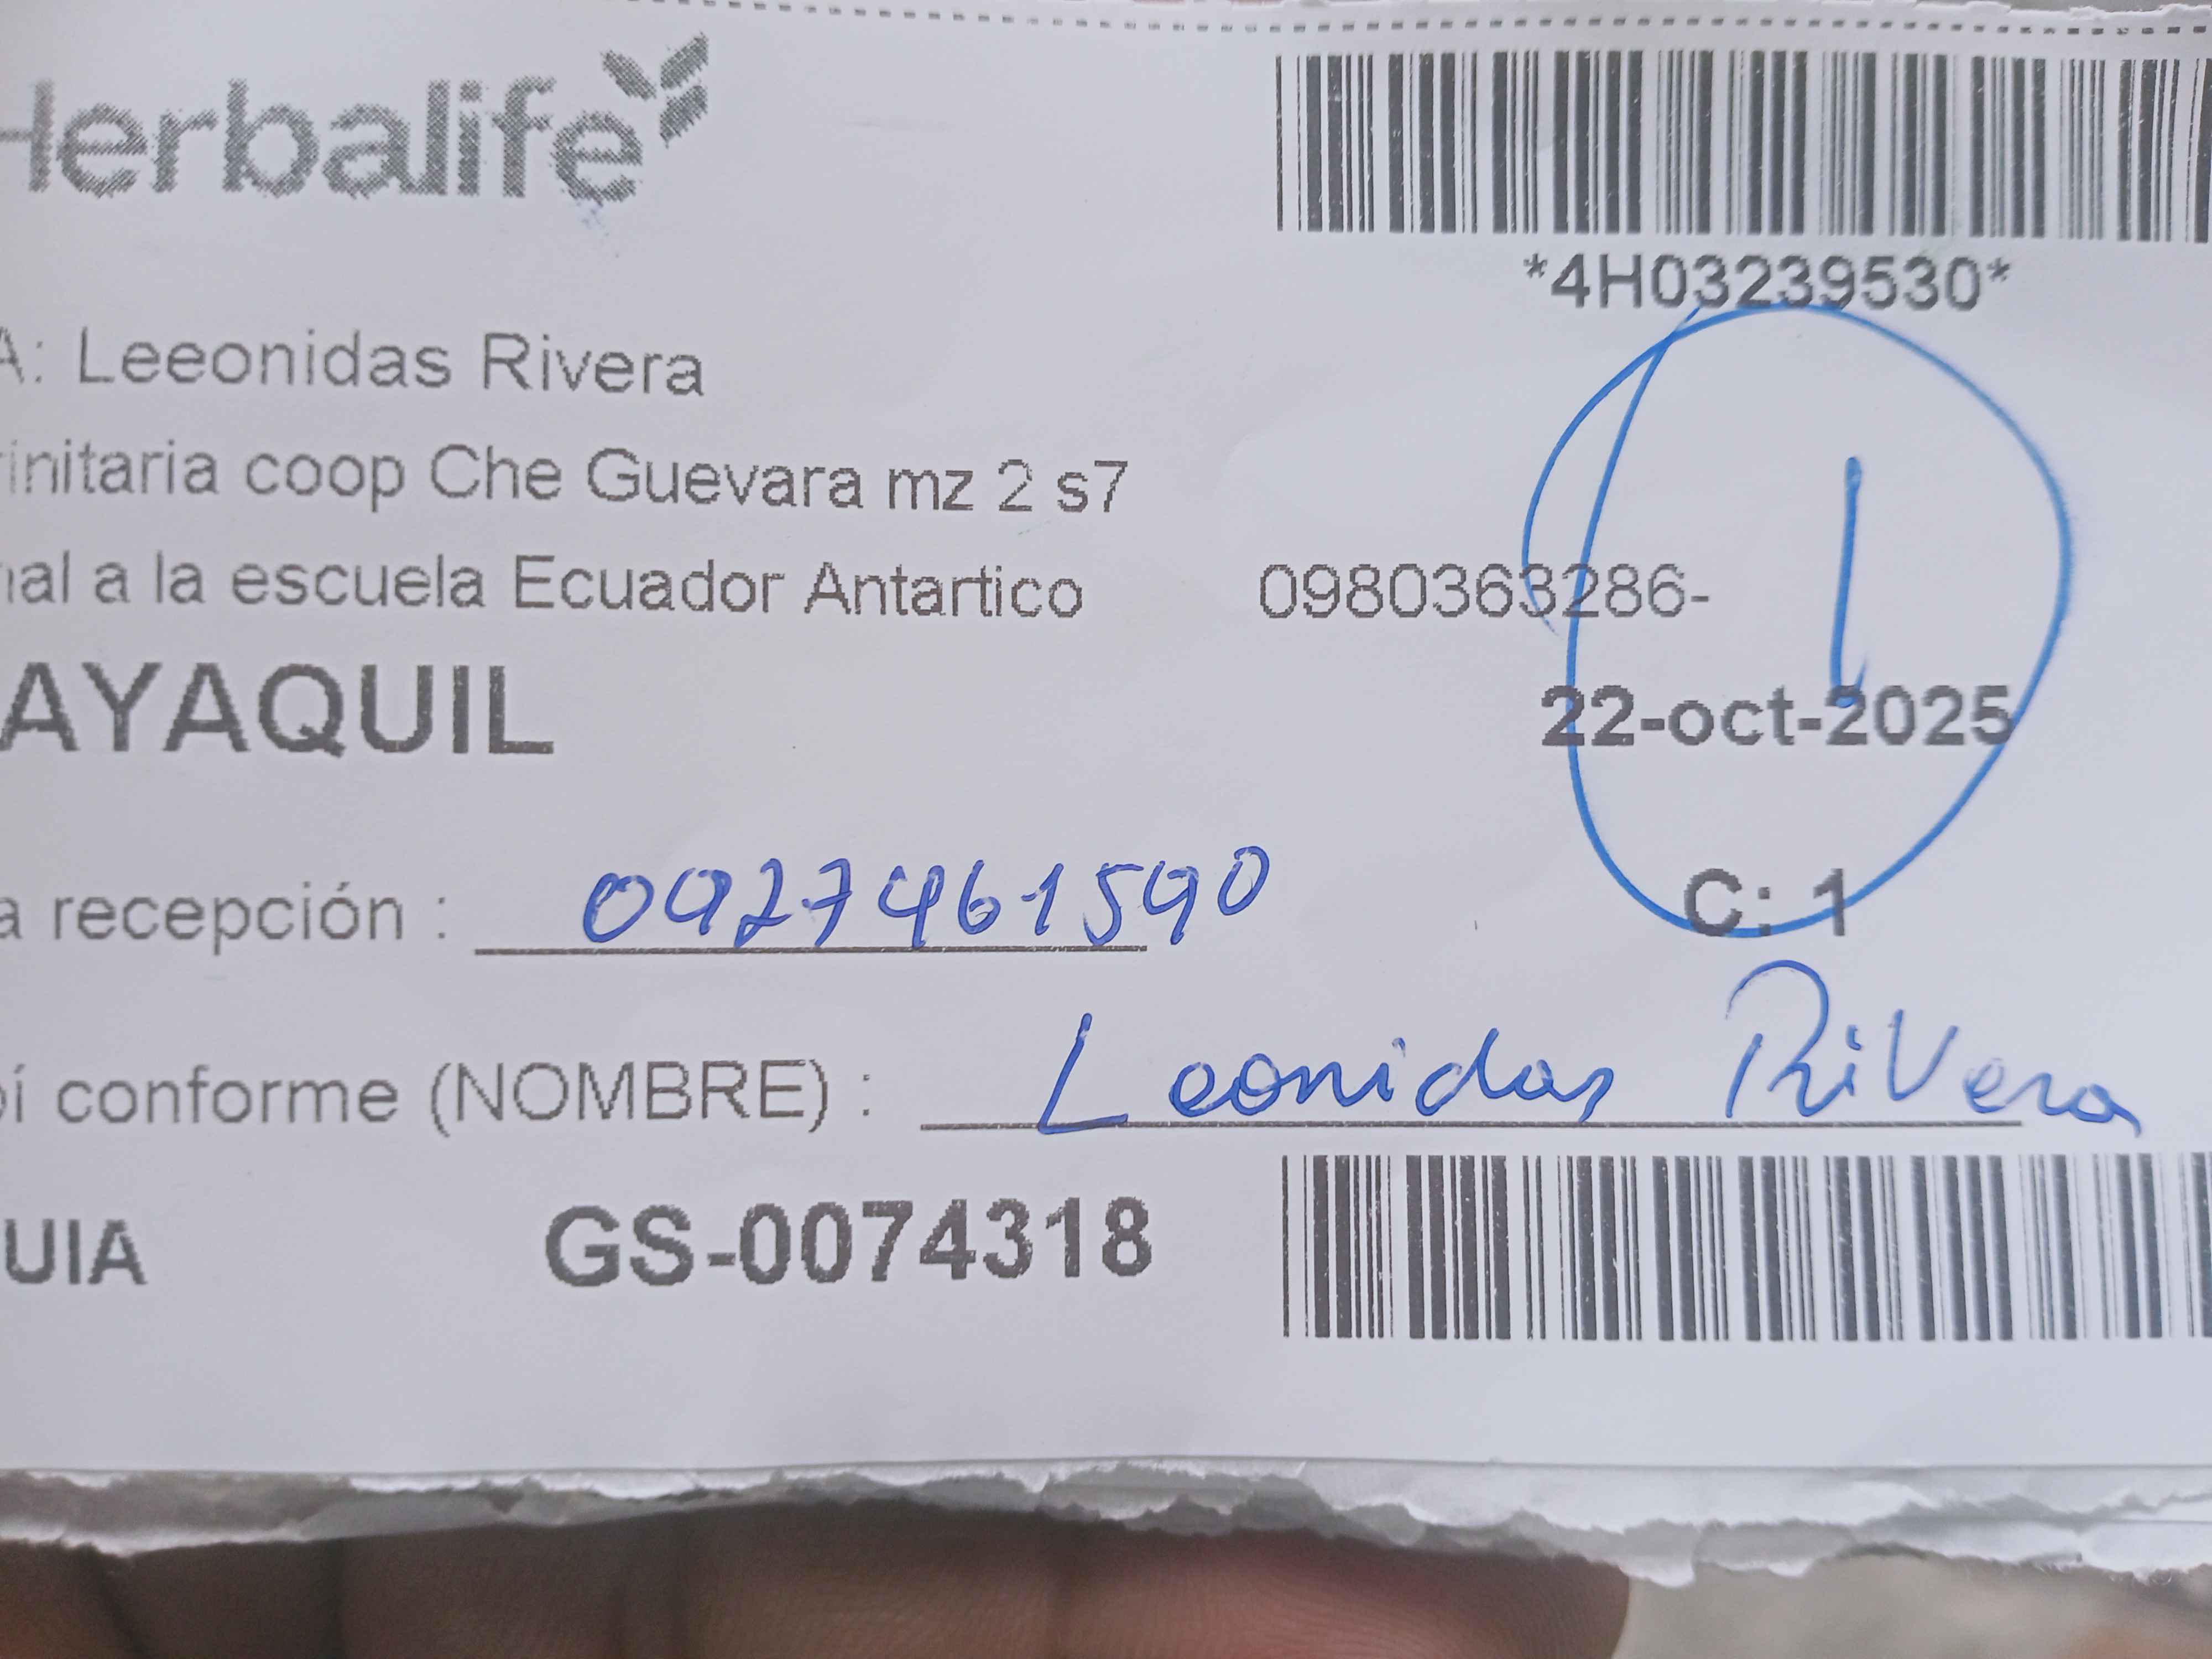 Herbalife
*4H03239530*
A: Leeonidas Rivera
rinitaria coop Che Guevara mz 2 s7
nal a la escuela Ecuador Antartico 0980363286-
1
AYAQUIL 22-oct-2025
C: 1
a recepción : 0927461590
bí conforme (NOMBRE) : Leonidas RiVera
UIA GS-0074318